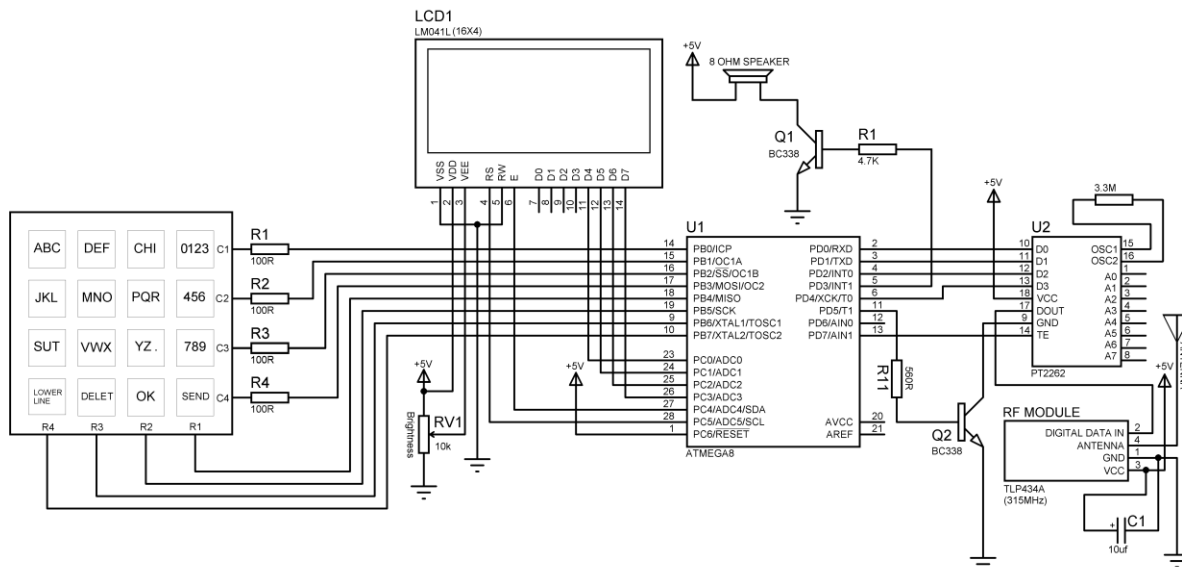 LCD1
LM041L (16X4)
VSS VDD VEE RS RW E D0 D1 D2 D3 D4 D5 D6 D7
1 2 3 4 5 6 7 8 9 10 11 12 13 14
+5V
8 OHM SPEAKER
Q1
BC338
R1
4.7K
ABC DEF CHI 0123 C1
JKL MNO PQR 456 C2
SUT VWX YZ . 789 C3
LOWER LINE DELET OK SEND C4
R4 R3 R2 R1
R1
100R
R2
100R
R3
100R
R4
100R
+5V
RV1
10k
Brightness
+5V
U1
14 PB0/ICP PD0/RXD 2
15 PB1/OC1A PD1/TXD 3
16 PB2/SS/OC1B PD2/INT0 4
17 PB3/MOSI/OC2 PD3/INT1 5
18 PB4/MISO PD4/XCK/T0 6
19 PB5/SCK PD5/T1 11
9 PB6/XTAL1/TOSC1 PD6/AIN0 12
10 PB7/XTAL2/TOSC2 PD7/AIN1 13
23 PC0/ADC0
24 PC1/ADC1
25 PC2/ADC2
26 PC3/ADC3
27 PC4/ADC4/SDA
28 PC5/ADC5/SCL AVCC 20
1 PC6/RESET AREF 21
ATMEGA8
R11
560R
Q2
BC338
+5V
3.3M
U2
10 D0 OSC1 15
11 D1 OSC2 16
12 D2 A0 1
13 D3 A1 2
18 VCC A2 3
17 DOUT A3 4
9 GND A4 5
14 TE A5 6
A6 7
A7 8
PT2262
+5V
RF MODULE
DIGITAL DATA IN 2
ANTENNA 4
GND 1
VCC 3
TLP434A
(315MHz)
+
C1
10uf